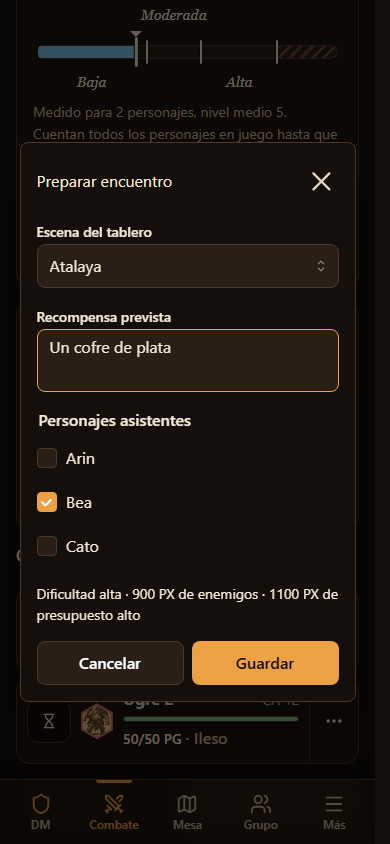 Moderada
Baja
Alta
Medido para 2 personajes, nivel medio 5.
Cuentan todos los personajes en juego hasta que
Preparar encuentro
Escena del tablero
Atalaya
Recompensa prevista
Un cofre de plata
Personajes asistentes
Arin
Bea
Cato
Dificultad alta · 900 PX de enemigos · 1100 PX de
presupuesto alto
Cancelar
Guardar
50/50 PG · Ileso
DM
Combate
Mesa
Grupo
Más